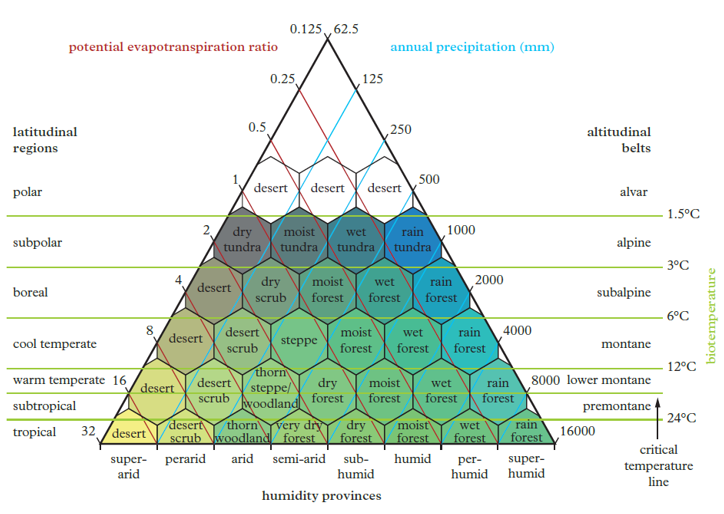 0.125 62.5
potential evapotranspiration ratio
annual precipitation (mm)
0.25 125
0.5 250
latitudinal
regions
altitudinal
belts
1 500
polar desert desert desert alvar
1.5°C
2 1000
subpolar
dry moist wet rain
tundra tundra tundra tundra
alpine
3°C
4 2000
boreal
desert
dry moist wet rain
scrub forest forest forest
subalpine
6°C
8 4000
cool temperate
desert
desert steppe moist wet rain
scrub forest forest forest
montane
12°C
warm temperate 16 8000 lower montane
desert
desert
scrub
thorn
steppe/
woodland
dry moist wet rain
forest forest forest forest
subtropical premontane
24°C
tropical 32 16000
desert
desert thorn very dry dry moist wet rain
scrub woodland forest forest forest forest forest
super-
arid
perarid arid semi-arid
sub-
humid
humid
per-
humid
super-
humid
humidity provinces
critical
temperature
line
biotemperature